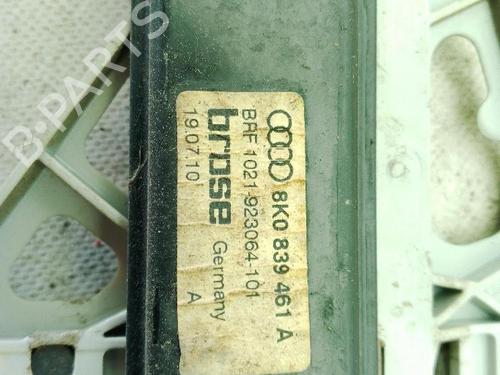 8K0 839 461 A
BRF 1021-923064-101
brose Germany
19.07.10 A
B-PARTS